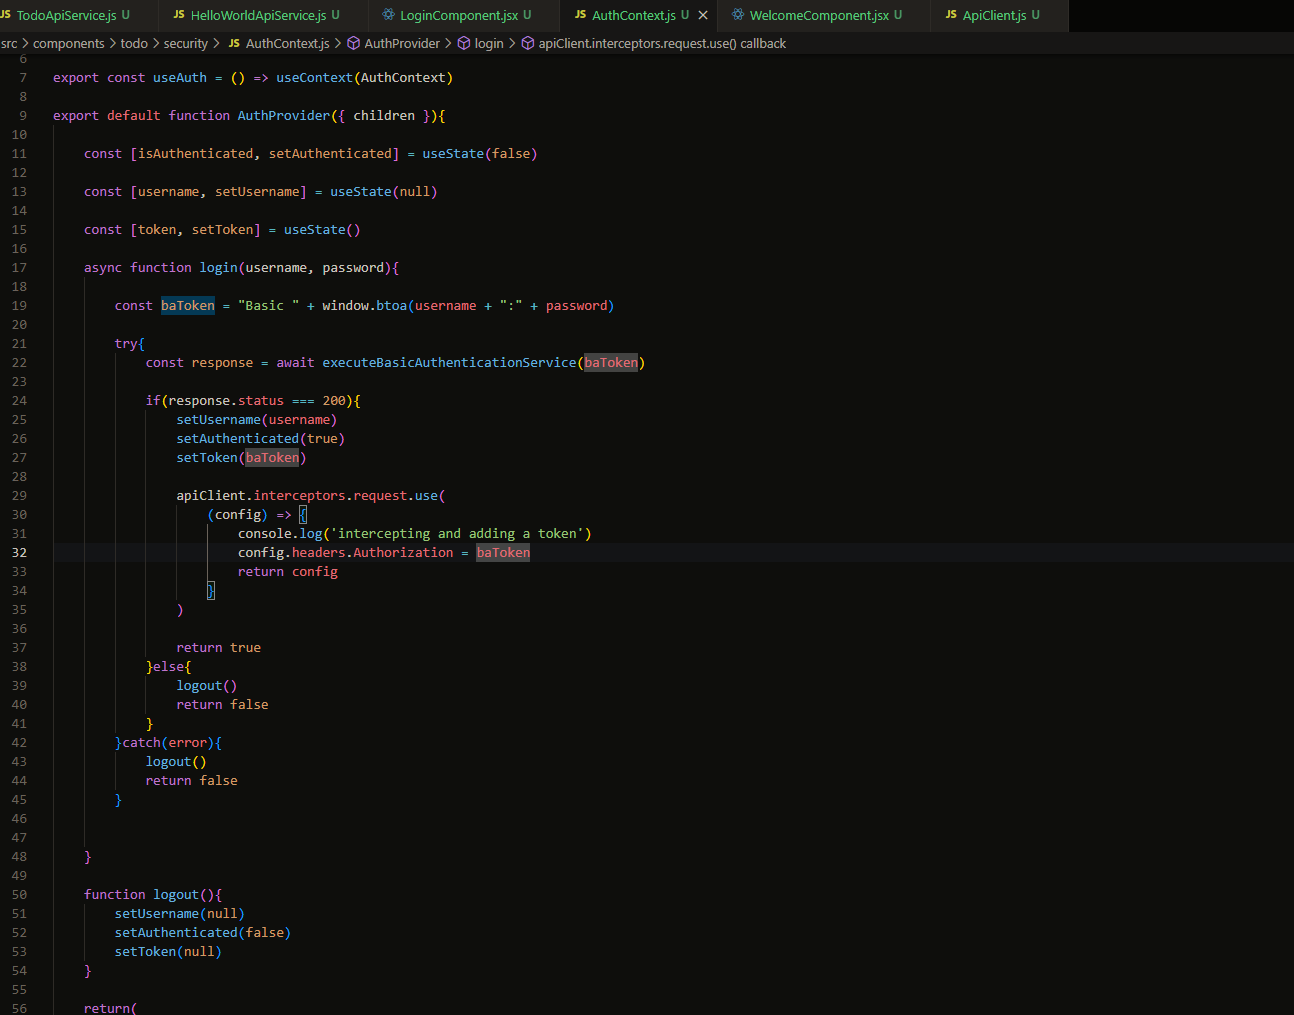 JS TodoApiService.js U JS HelloWorldApiService.js U LoginComponent.jsx U JS AuthContext.js U × WelcomeComponent.jsx U JS ApiClient.js U
src > components > todo > security > JS AuthContext.js > AuthProvider > login > apiClient.interceptors.request.use() callback
6
7 export const useAuth = () => useContext(AuthContext)
8
9 export default function AuthProvider({ children }){
10
11 const [isAuthenticated, setAuthenticated] = useState(false)
12
13 const [username, setUsername] = useState(null)
14
15 const [token, setToken] = useState()
16
17 async function login(username, password){
18
19 const baToken = "Basic " + window.btoa(username + ":" + password)
20
21 try{
22 const response = await executeBasicAuthenticationService(baToken)
23
24 if(response.status === 200){
25 setUsername(username)
26 setAuthenticated(true)
27 setToken(baToken)
28
29 apiClient.interceptors.request.use(
30 (config) => {
31 console.log('intercepting and adding a token')
32 config.headers.Authorization = baToken
33 return config
34 }
35 )
36
37 return true
38 }else{
39 logout()
40 return false
41 }
42 }catch(error){
43 logout()
44 return false
45 }
46
47
48 }
49
50 function logout(){
51 setUsername(null)
52 setAuthenticated(false)
53 setToken(null)
54 }
55
56 return(